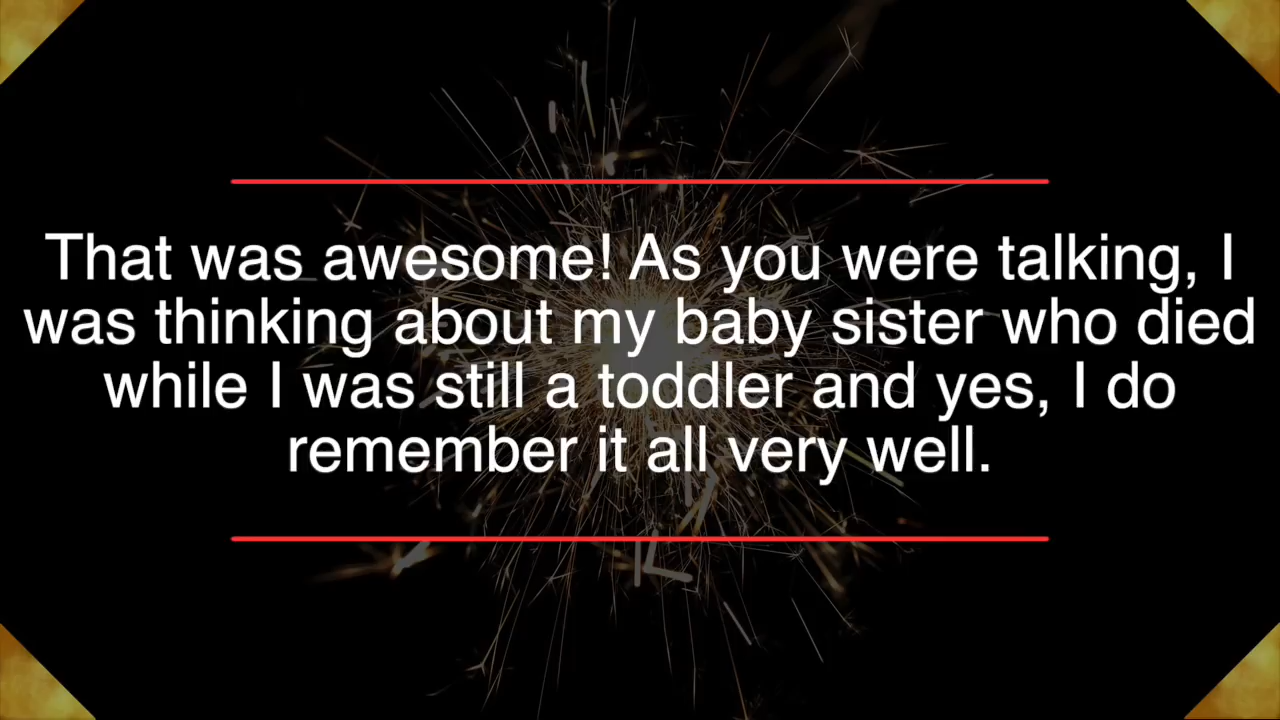 That was awesome! As you were talking, I
was thinking about my baby sister who died
while I was still a toddler and yes, I do
remember it all very well.